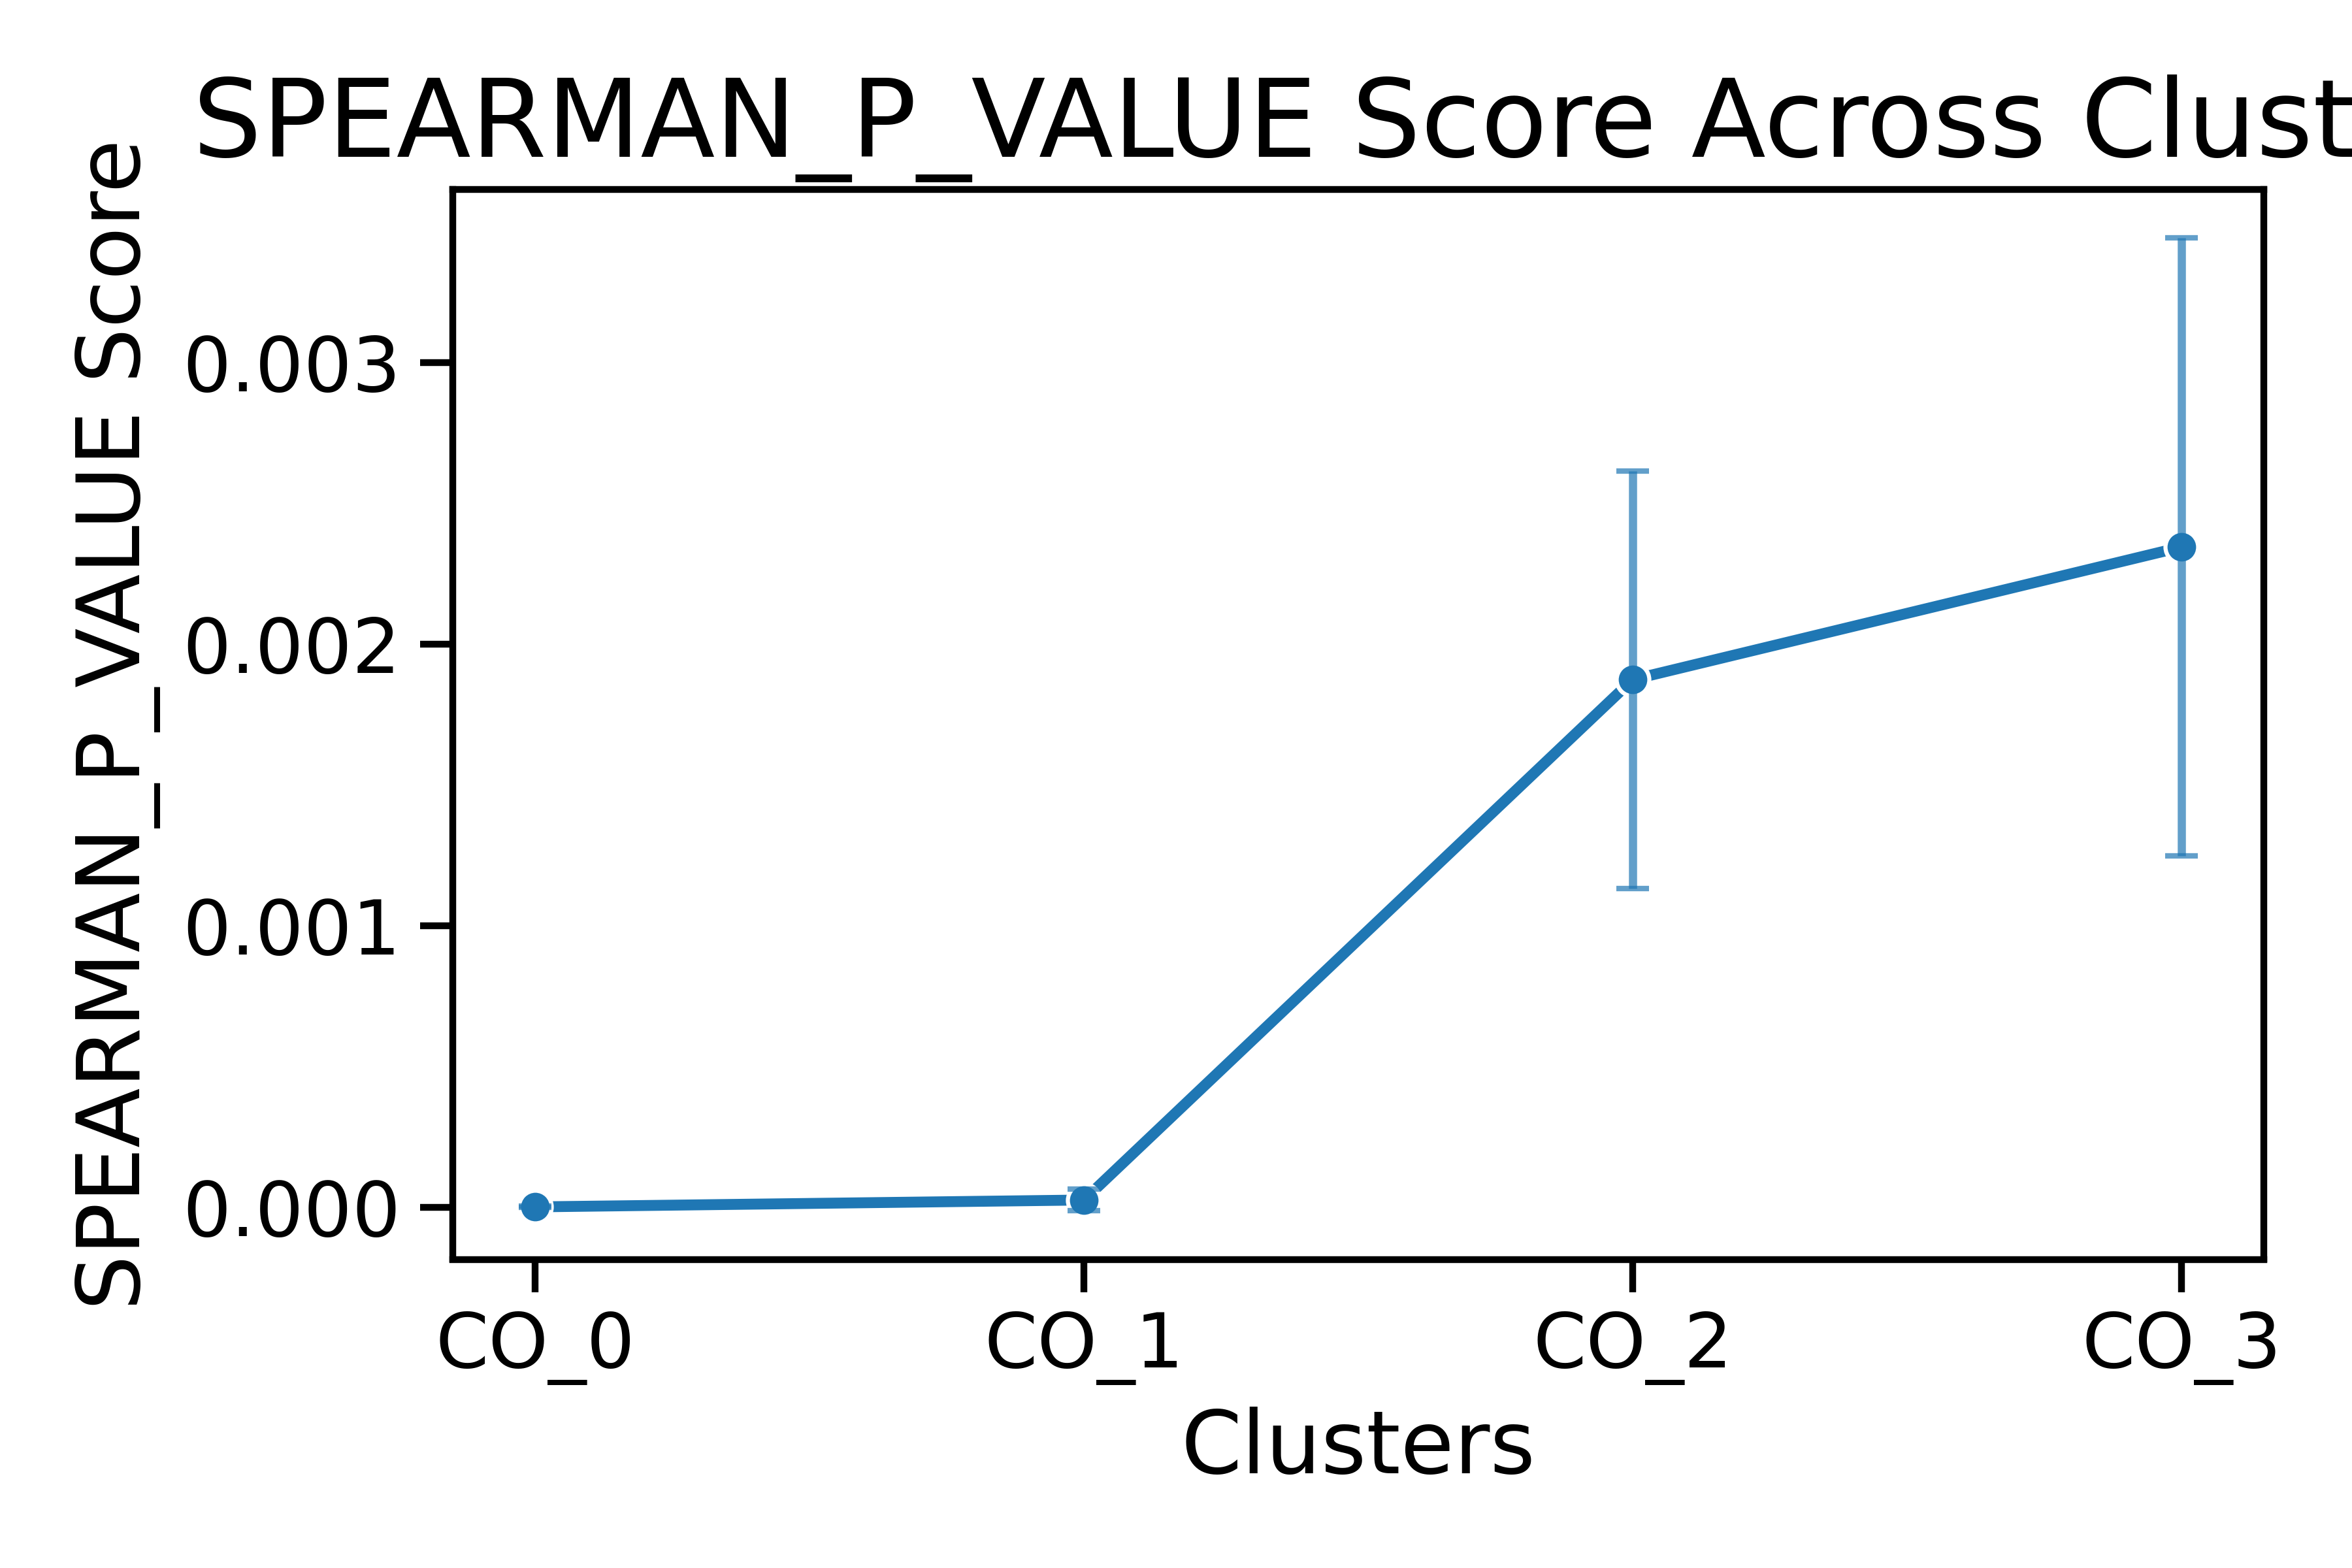 SPEARMAN_P_VALUE Score Across Clust
SPEARMAN_P_VALUE Score
0.003
0.002
0.001
0.000
CO_0 CO_1 CO_2 CO_3
Clusters